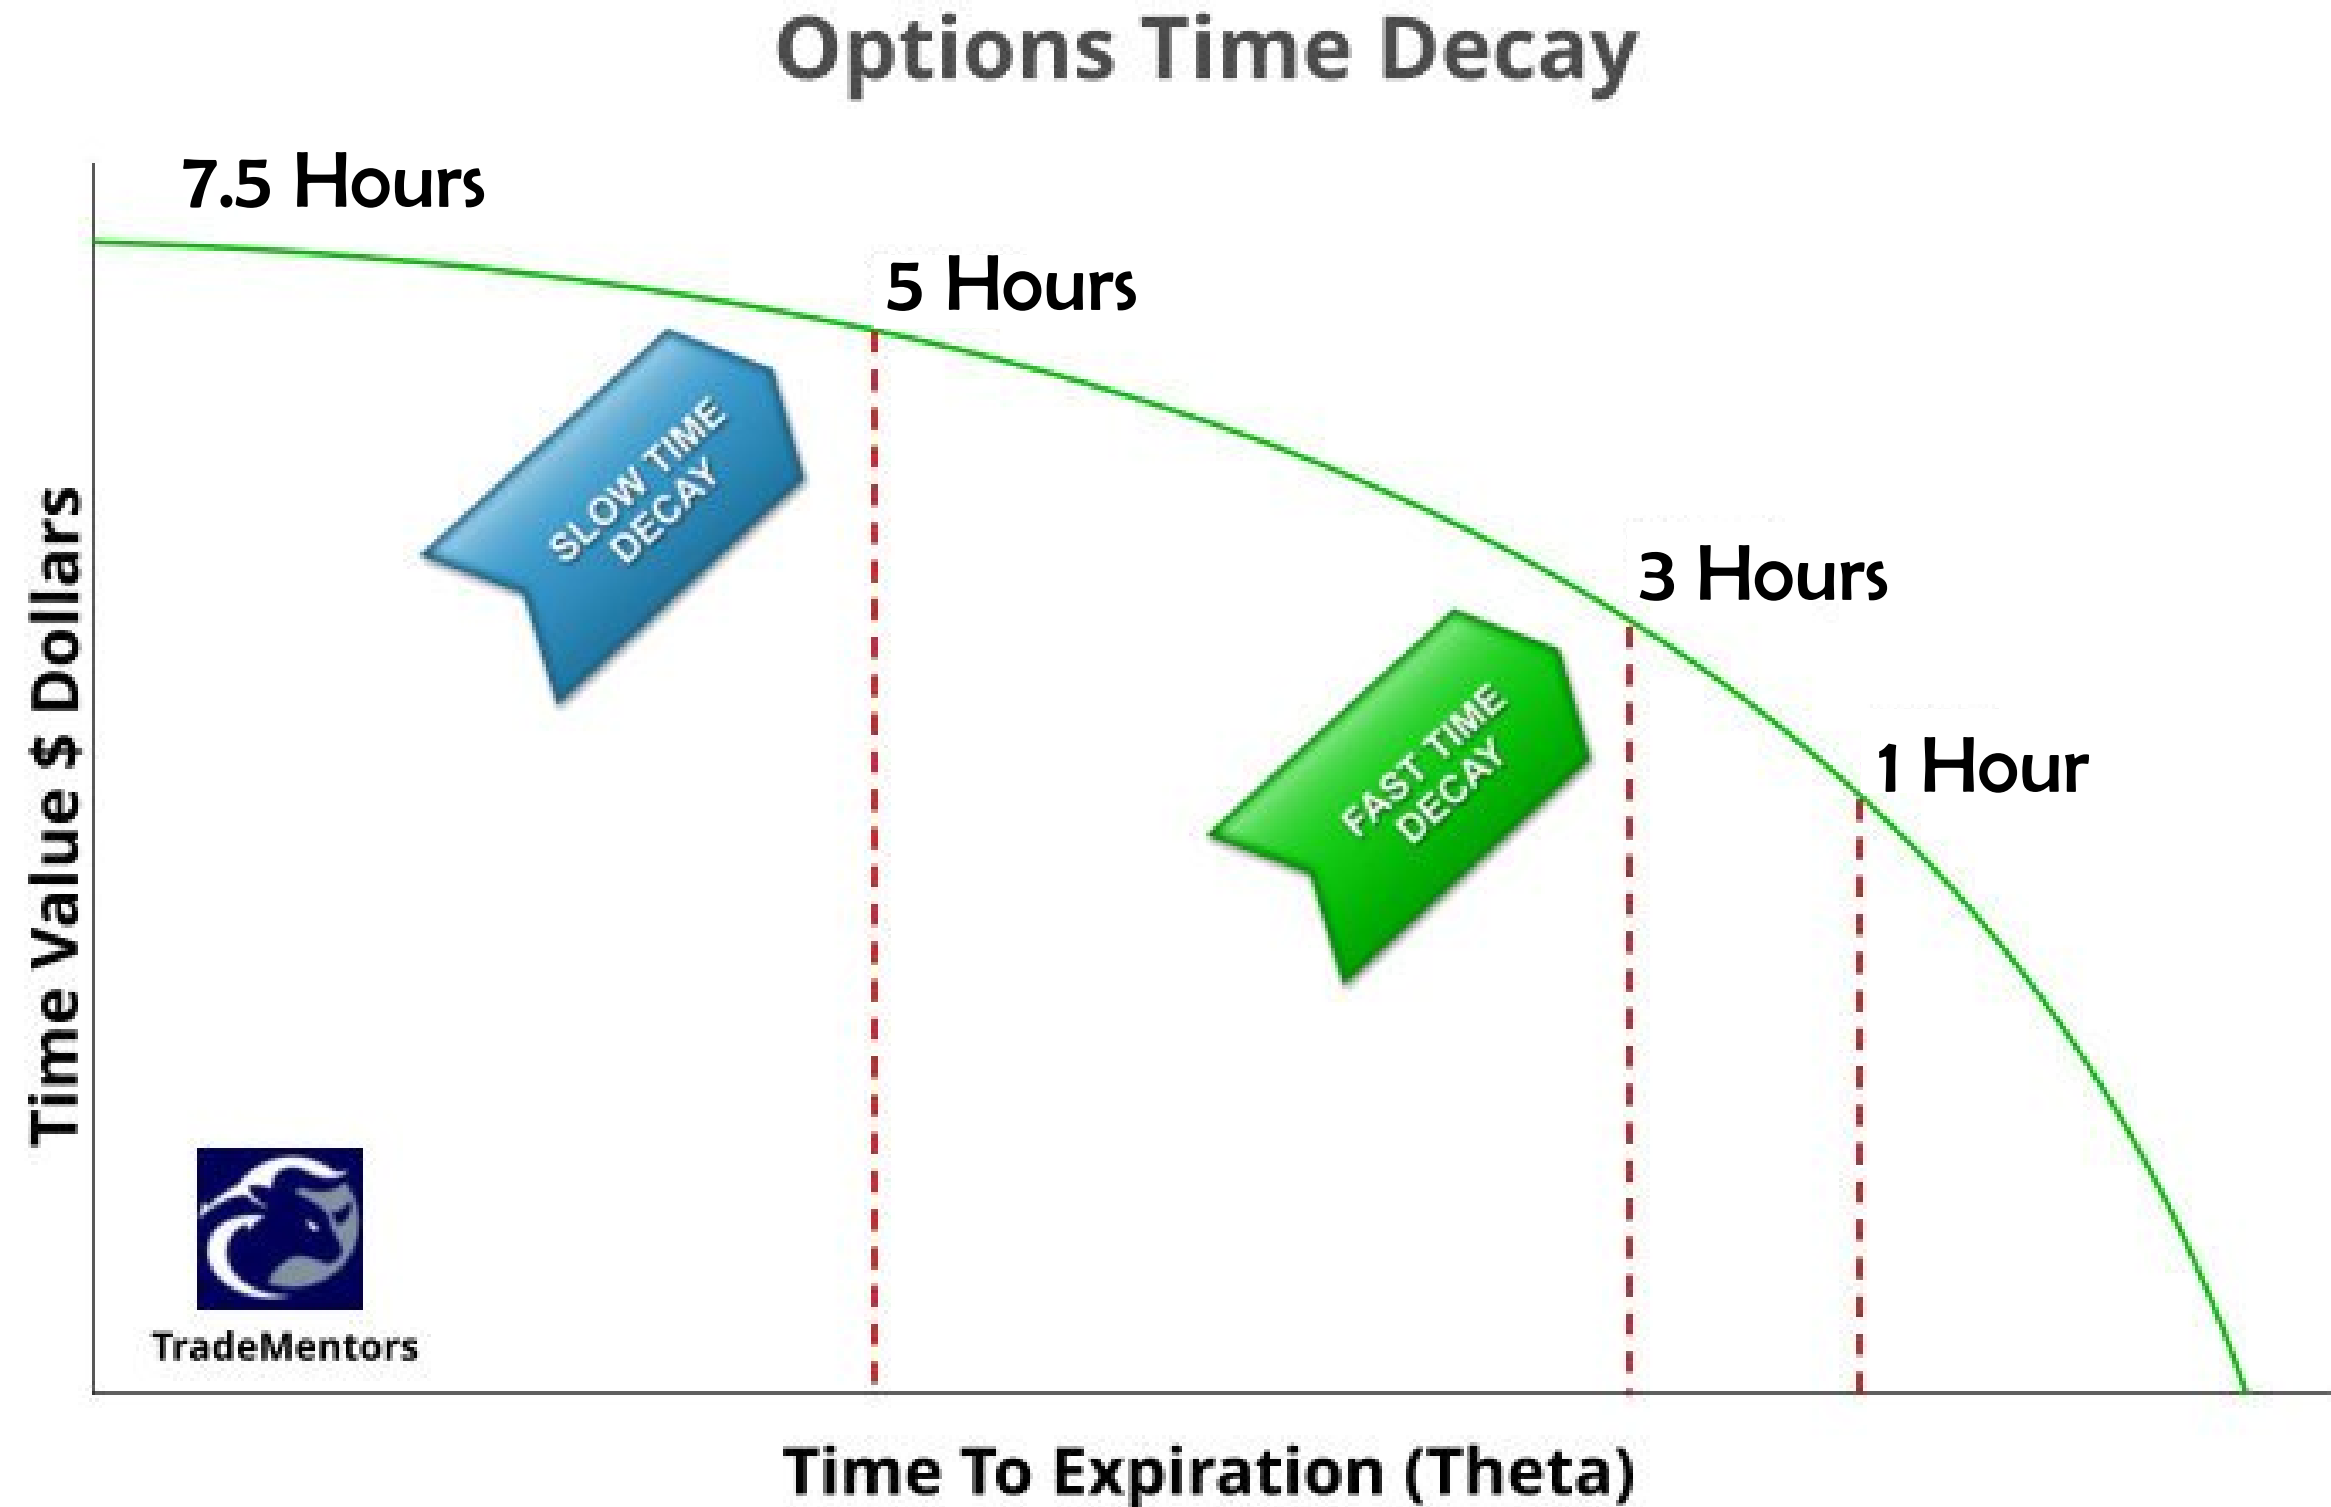 Options Time Decay
7.5 Hours
5 Hours
3 Hours
1 Hour
SLOW TIME
DECAY
FAST TIME
DECAY
Time Value $ Dollars
TradeMentors
Time To Expiration (Theta)